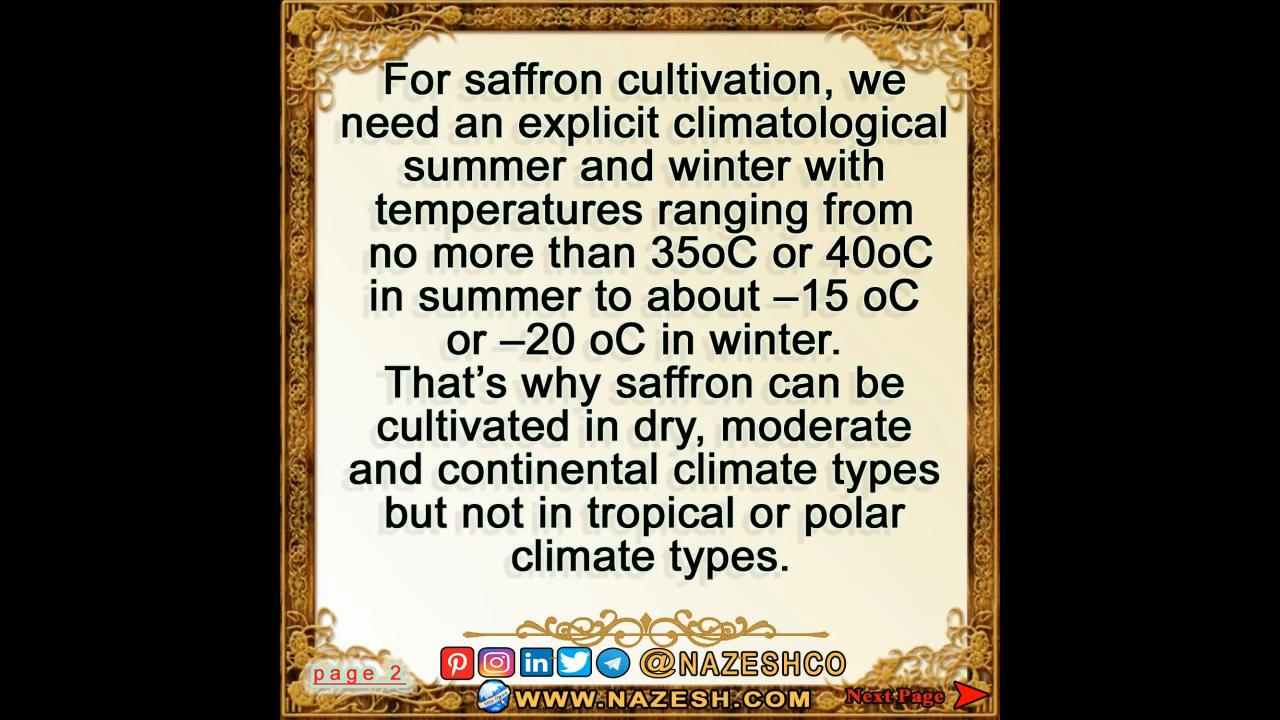 For saffron cultivation, we
need an explicit climatological
summer and winter with
temperatures ranging from
no more than 35oC or 40oC
in summer to about –15 oC
or –20 oC in winter.
That’s why saffron can be
cultivated in dry, moderate
and continental climate types
but not in tropical or polar
climate types.
@NAZESHCO
page 2
WWW.NAZESH.COM
Next Page